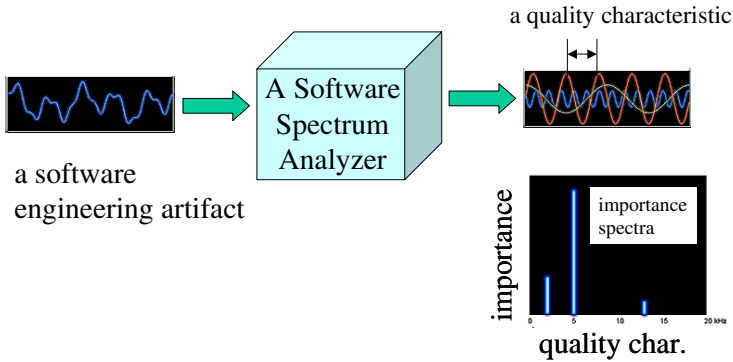 a quality characteristic
A Software
Spectrum
Analyzer
a software
engineering artifact
importance
importance
spectra
0 5 10 15 20 kHz
quality char.